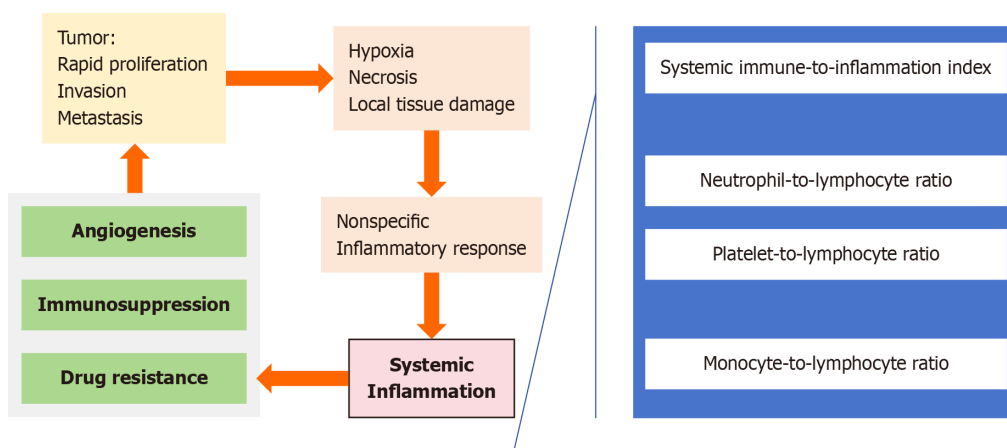 Tumor:
Rapid proliferation
Invasion
Metastasis
Hypoxia
Necrosis
Local tissue damage
Nonspecific
Inflammatory response
Systemic
Inflammation
Angiogenesis
Immunosuppression
Drug resistance
Systemic immune-to-inflammation index
Neutrophil-to-lymphocyte ratio
Platelet-to-lymphocyte ratio
Monocyte-to-lymphocyte ratio